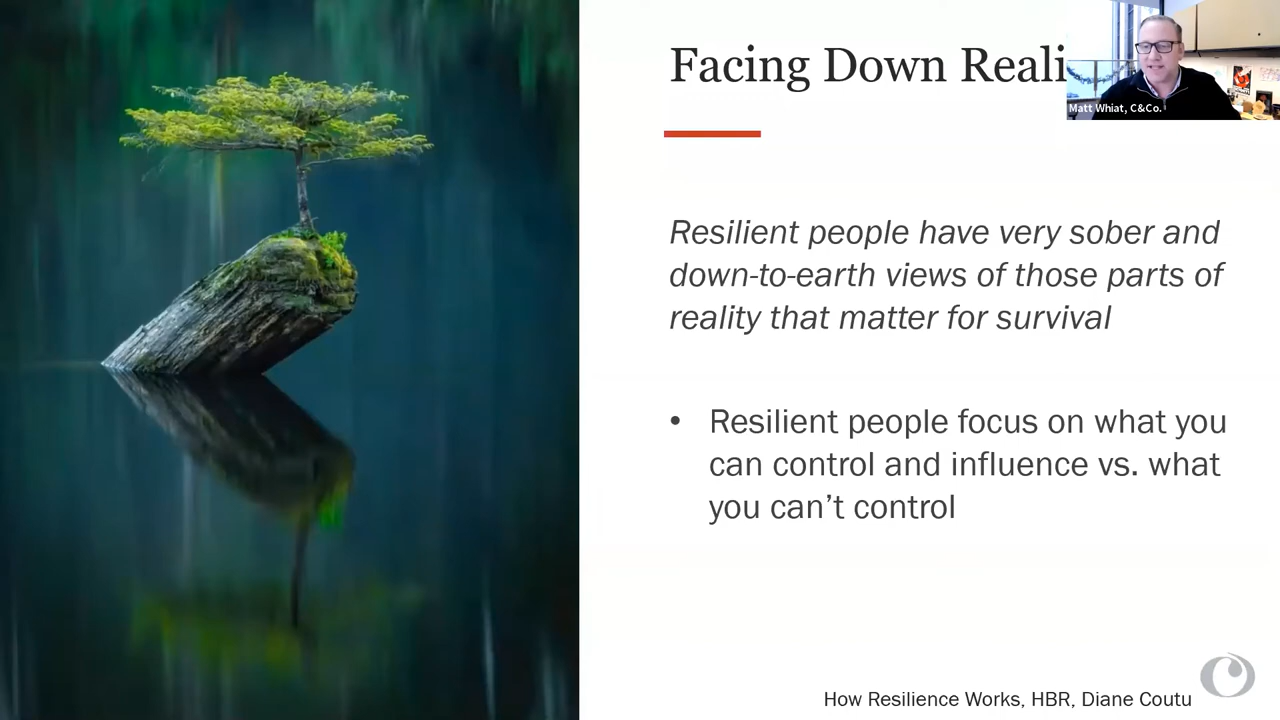 Facing Down Reali
Matt Whiat, C&Co.
Resilient people have very sober and
down-to-earth views of those parts of
reality that matter for survival
• Resilient people focus on what you
can control and influence vs. what
you can’t control
How Resilience Works, HBR, Diane Coutu